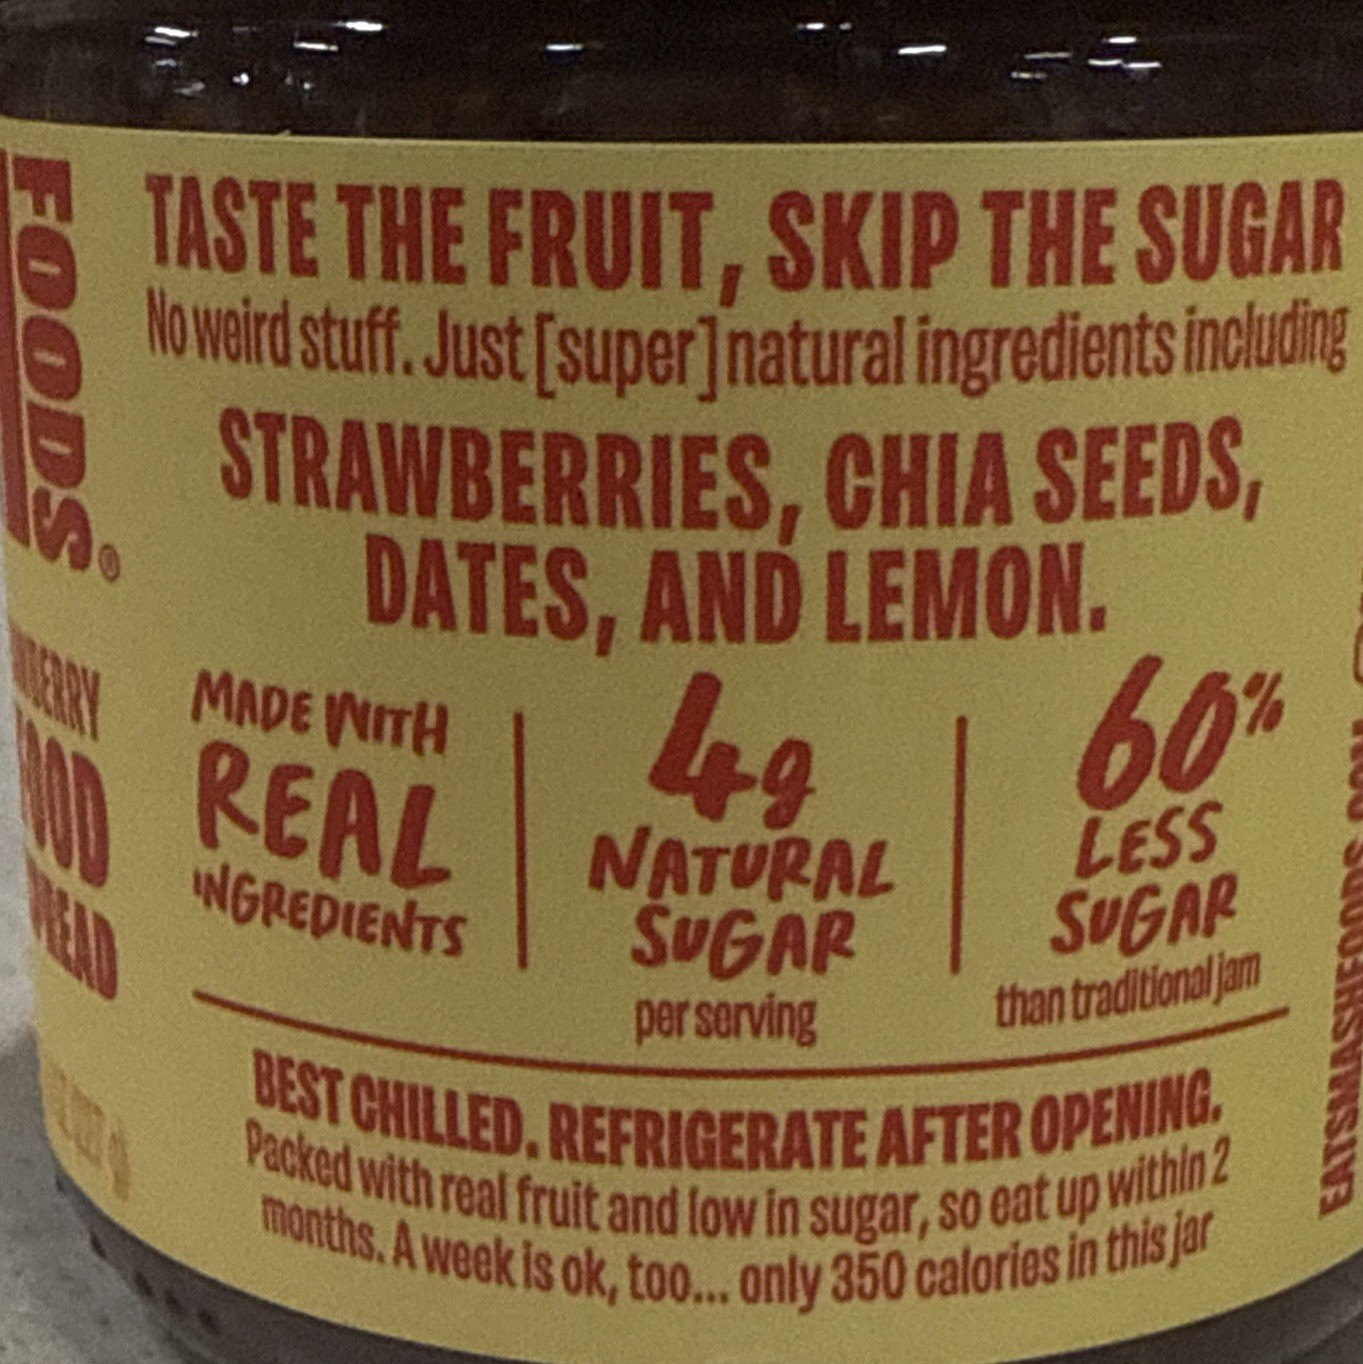 FOODS®
TASTE THE FRUIT, SKIP THE SUGAR
No weird stuff. Just [super] natural ingredients including
STRAWBERRIES, CHIA SEEDS,
DATES, AND LEMON.
MADE WITH
REAL
INGREDIENTS
4g
NATURAL
SUGAR
per serving
60%
LESS
SUGAR
than traditional jam
BEST CHILLED. REFRIGERATE AFTER OPENING.
Packed with real fruit and low in sugar, so eat up within 2
months. A week is ok, too... only 350 calories in this jar
EATSMASHFOODS.COM